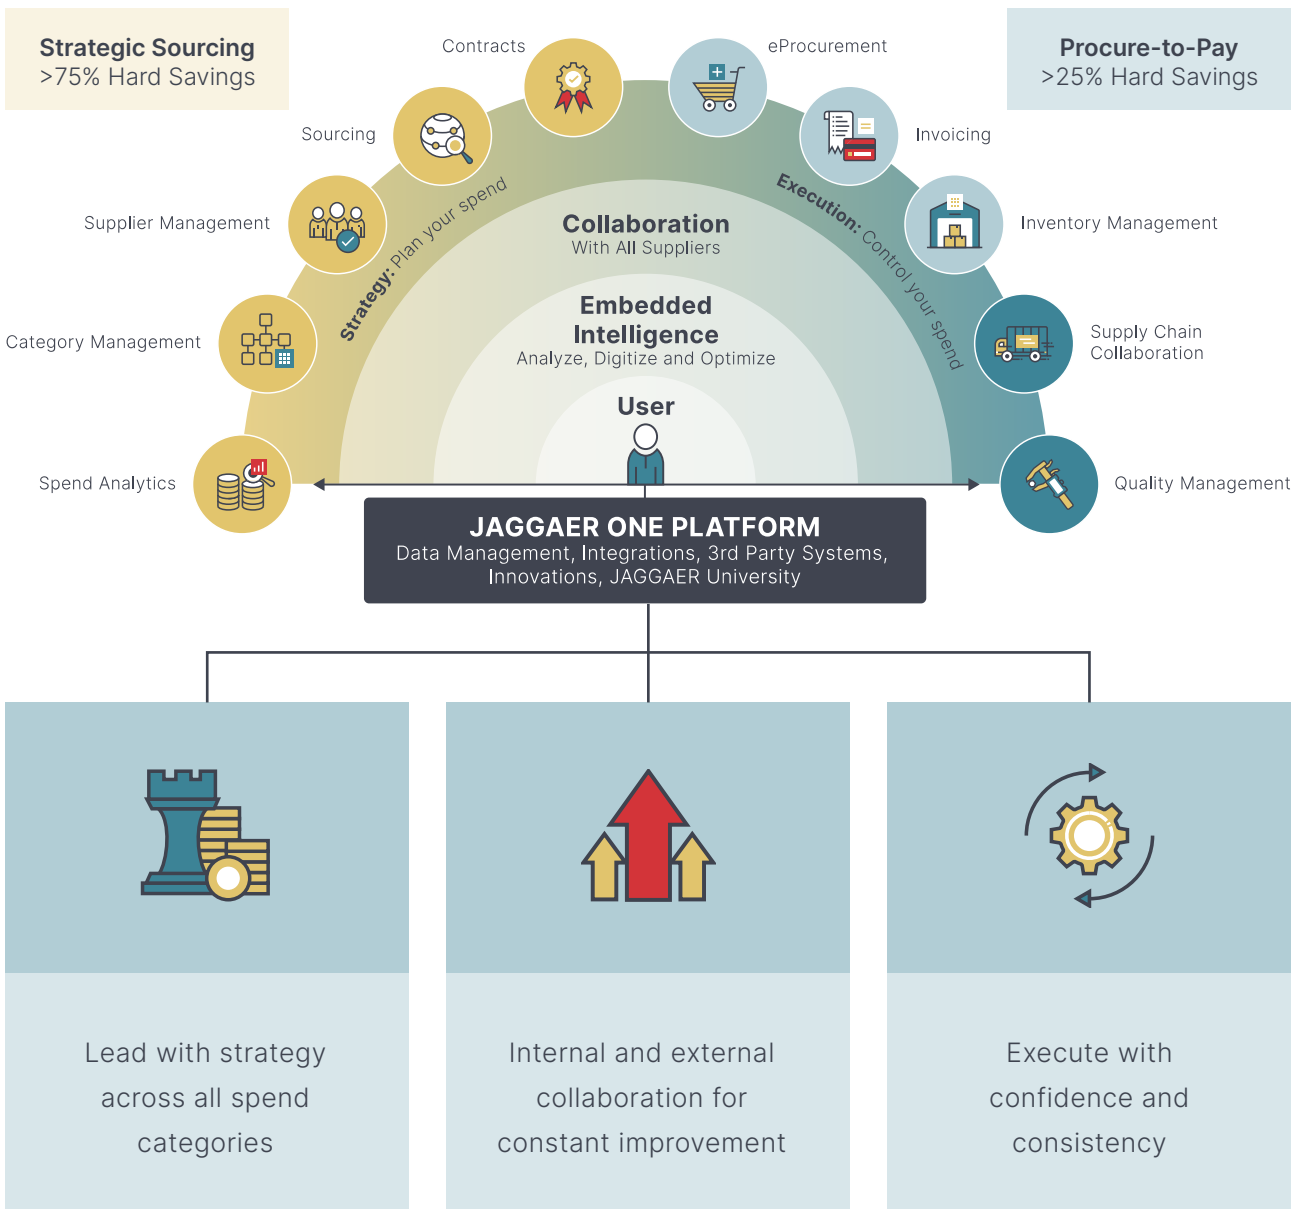 Strategic Sourcing
>75% Hard Savings
Procure-to-Pay
>25% Hard Savings
Contracts
eProcurement
Sourcing
Invoicing
Supplier Management
Inventory Management
Category Management
Supply Chain
Collaboration
Spend Analytics
Quality Management
Strategy: Plan your spend
Execution: Control your spend
Collaboration
With All Suppliers
Embedded
Intelligence
Analyze, Digitize and Optimize
User
JAGGAER ONE PLATFORM
Data Management, Integrations, 3rd Party Systems,
Innovations, JAGGAER University
Lead with strategy
across all spend
categories
Internal and external
collaboration for
constant improvement
Execute with
confidence and
consistency